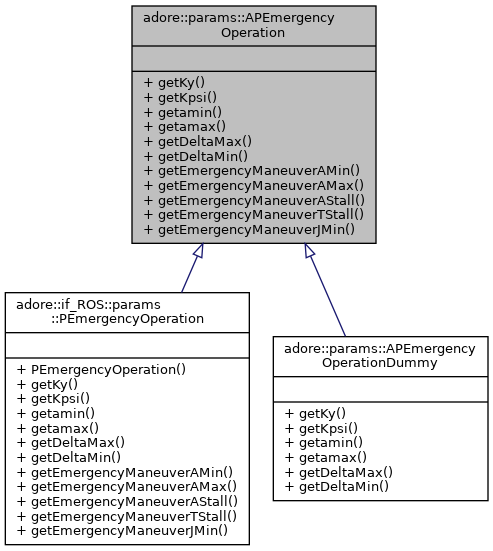 adore::params::APEmergency
Operation
+ getKy()
+ getKpsi()
+ getamin()
+ getamax()
+ getDeltaMax()
+ getDeltaMin()
+ getEmergencyManeuverAMin()
+ getEmergencyManeuverAMax()
+ getEmergencyManeuverAStall()
+ getEmergencyManeuverTStall()
+ getEmergencyManeuverJMin()
adore::if_ROS::params
::PEmergencyOperation
+ PEmergencyOperation()
+ getKy()
+ getKpsi()
+ getamin()
+ getamax()
+ getDeltaMax()
+ getDeltaMin()
+ getEmergencyManeuverAMin()
+ getEmergencyManeuverAMax()
+ getEmergencyManeuverAStall()
+ getEmergencyManeuverTStall()
+ getEmergencyManeuverJMin()
adore::params::APEmergency
OperationDummy
+ getKy()
+ getKpsi()
+ getamin()
+ getamax()
+ getDeltaMax()
+ getDeltaMin()